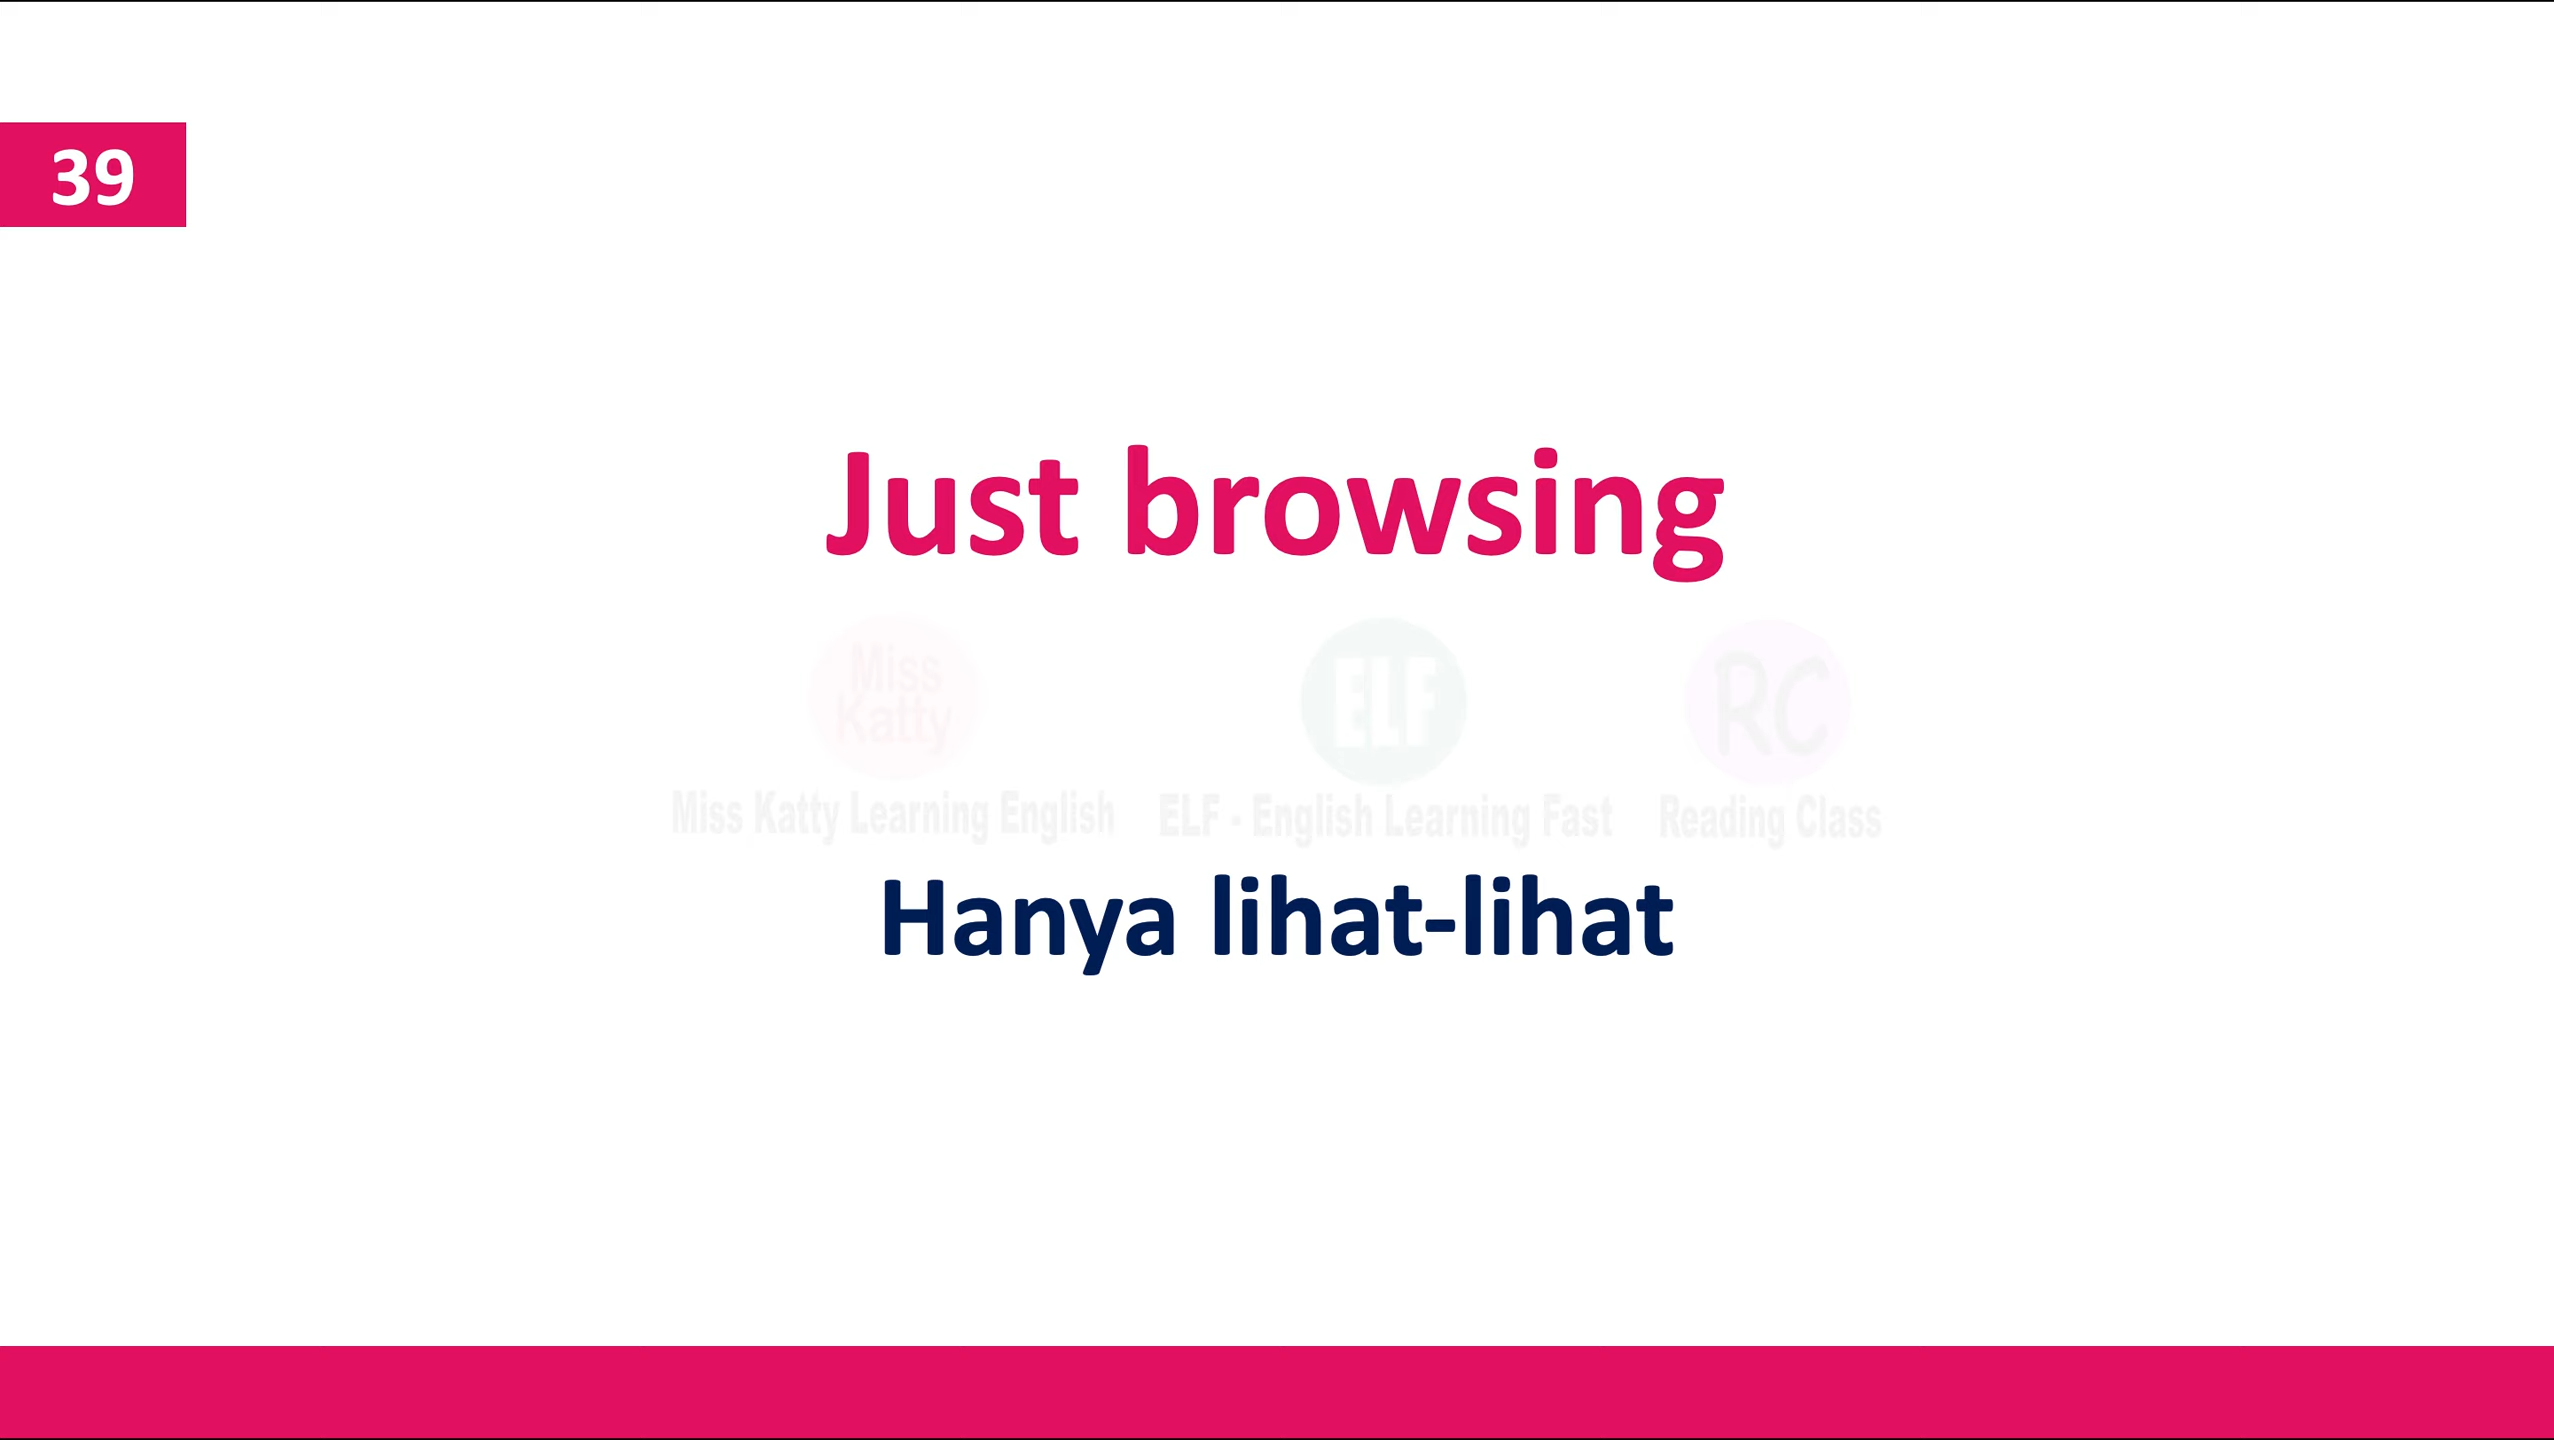 39
Just browsing
Miss
Katty
ELF
RC
Miss Katty Learning English
ELF - English Learning Fast
Reading Class
Hanya lihat-lihat